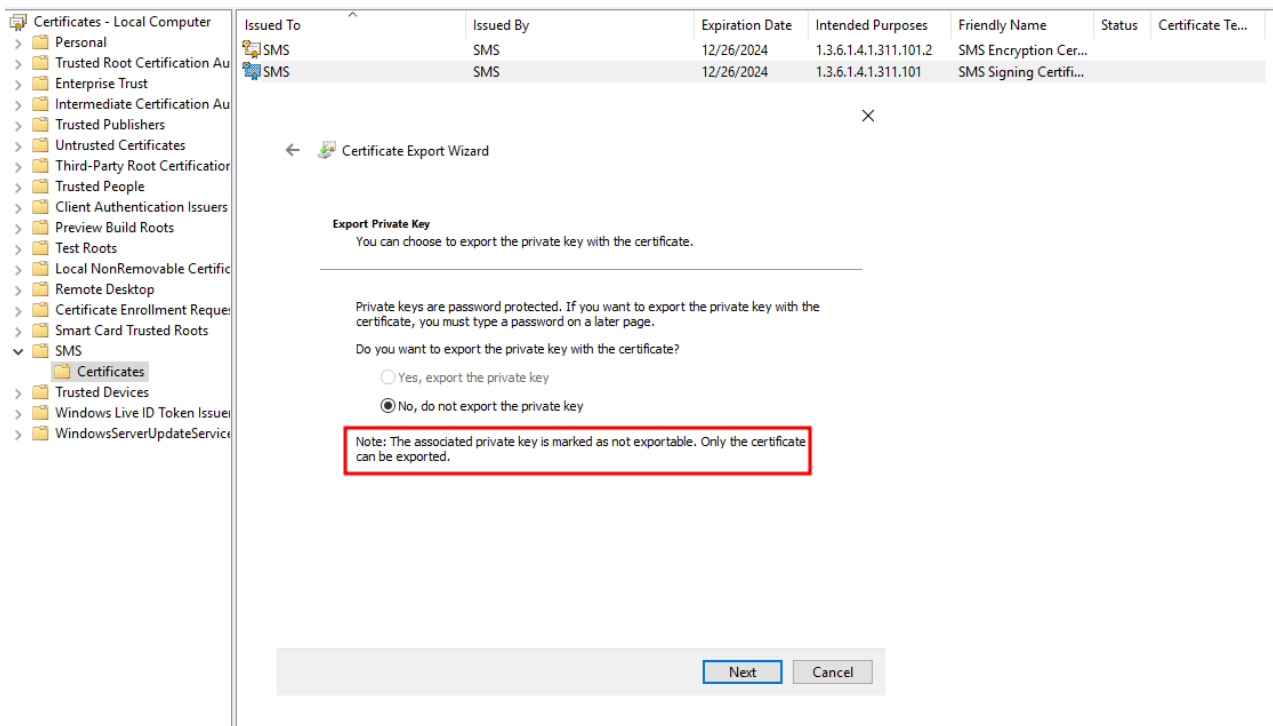 Certificates - Local Computer
Personal
Trusted Root Certification Au
Enterprise Trust
Intermediate Certification Au
Trusted Publishers
Untrusted Certificates
Third-Party Root Certification
Trusted People
Client Authentication Issuers
Preview Build Roots
Test Roots
Local NonRemovable Certific
Remote Desktop
Certificate Enrollment Reques
Smart Card Trusted Roots
SMS
Certificates
Trusted Devices
Windows Live ID Token Issuer
WindowsServerUpdateService
Issued To Issued By Expiration Date Intended Purposes Friendly Name Status Certificate Te...
SMS SMS 12/26/2024 1.3.6.1.4.1.311.101.2 SMS Encryption Cer...
SMS SMS 12/26/2024 1.3.6.1.4.1.311.101 SMS Signing Certifi...
Certificate Export Wizard
Export Private Key
You can choose to export the private key with the certificate.
Private keys are password protected. If you want to export the private key with the
certificate, you must type a password on a later page.
Do you want to export the private key with the certificate?
Yes, export the private key
No, do not export the private key
Note: The associated private key is marked as not exportable. Only the certificate
can be exported.
Next Cancel